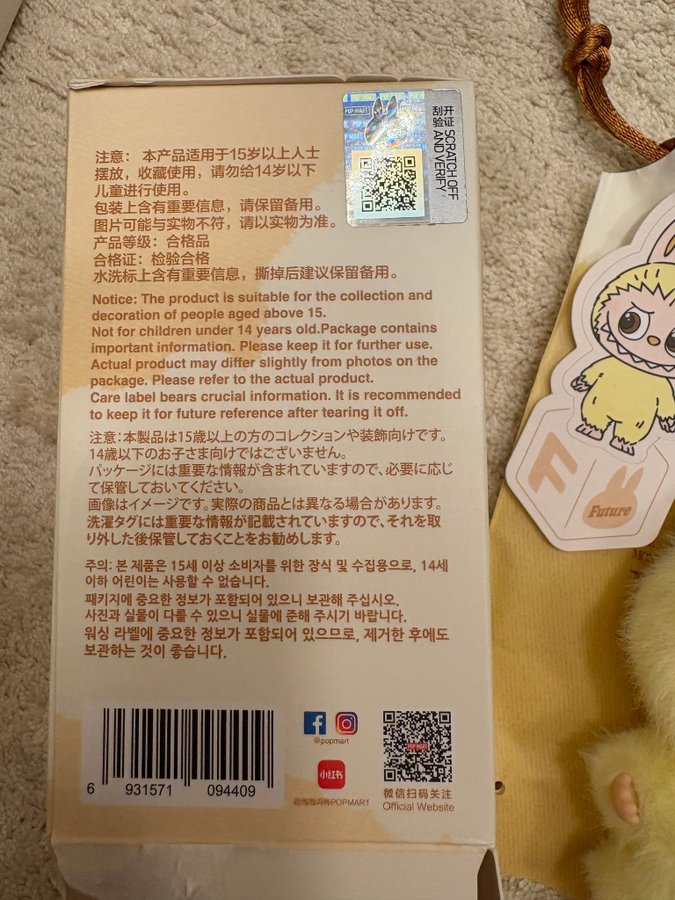 POP MART
刮开
验证
SCRATCH OFF
AND VERIFY
注意： 本产品适用于15岁以上人士
摆放，收藏使用，请勿给14岁以下
儿童进行使用。
包装上含有重要信息，请保留备用。
图片可能与实物不符，请以实物为准。
产品等级：合格品
合格证：检验合格
水洗标上含有重要信息，撕掉后建议保留备用。
Notice: The product is suitable for the collection and
decoration of people aged above 15.
Not for children under 14 years old.Package contains
important information. Please keep it for further use.
Actual product may differ slightly from photos on the
package. Please refer to the actual product.
Care label bears crucial information. It is recommended
to keep it for future reference after tearing it off.
注意:本製品は15歳以上の方のコレクションや装飾向けです。
14歳以下のお子さま向けではございません。
パッケージには重要な情報が含まれていますので、必要に応じ
て保管しておいてください。
画像はイメージです。実際の商品とは異なる場合があります。
洗濯タグには重要な情報が記載されていますので、それを取
り外した後保管しておくことをお勧めします。
주의: 본 제품은 15세 이상 소비자를 위한 장식 및 수집용으로, 14세
이하 어린이는 사용할 수 없습니다.
패키지에 중요한 정보가 포함되어 있으니 보관해 주십시오.
사진과 실물이 다를 수 있으니 실물에 준해 주시기 바랍니다.
워싱 라벨에 중요한 정보가 포함되어 있으므로, 제거한 후에도
보관하는 것이 좋습니다.
6 931571 094409
@popmart
小红书
POPMART
POP MART
微信扫码关注
Official Website
F
Future